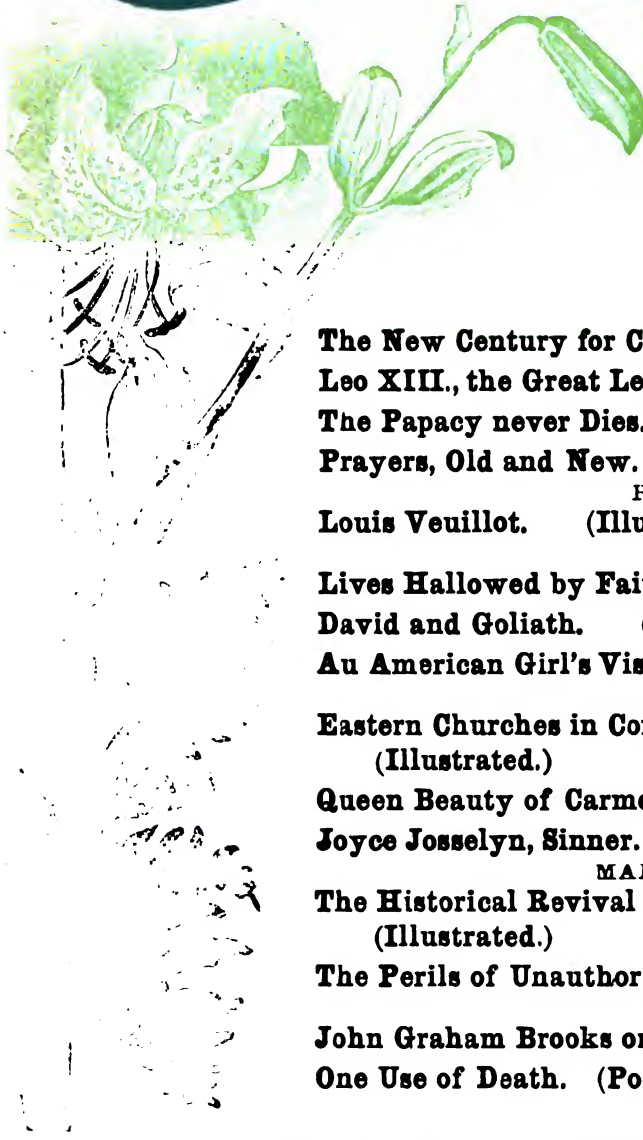 The New Century for C
Leo XIII., the Great Le
The Papacy never Dies.
Prayers, Old and New.
H
Louis Veuillot. (Illu
Lives Hallowed by Fai
David and Goliath. (
Au American Girl's Vis
Eastern Churches in Co
(Illustrated.)
Queen Beauty of Carme
Joyce Josselyn, Sinner.
MA
The Historical Revival
(Illustrated.)
The Perils of Unauthor
John Graham Brooks o
One Use of Death. (Po